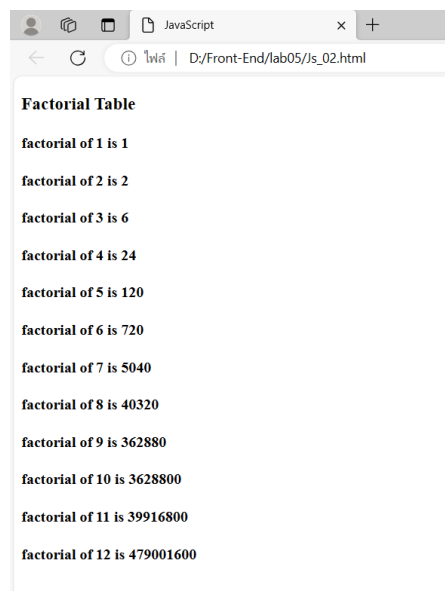 JavaScript
ไฟล์ | D:/Front-End/lab05/Js_02.html
Factorial Table
factorial of 1 is 1
factorial of 2 is 2
factorial of 3 is 6
factorial of 4 is 24
factorial of 5 is 120
factorial of 6 is 720
factorial of 7 is 5040
factorial of 8 is 40320
factorial of 9 is 362880
factorial of 10 is 3628800
factorial of 11 is 39916800
factorial of 12 is 479001600